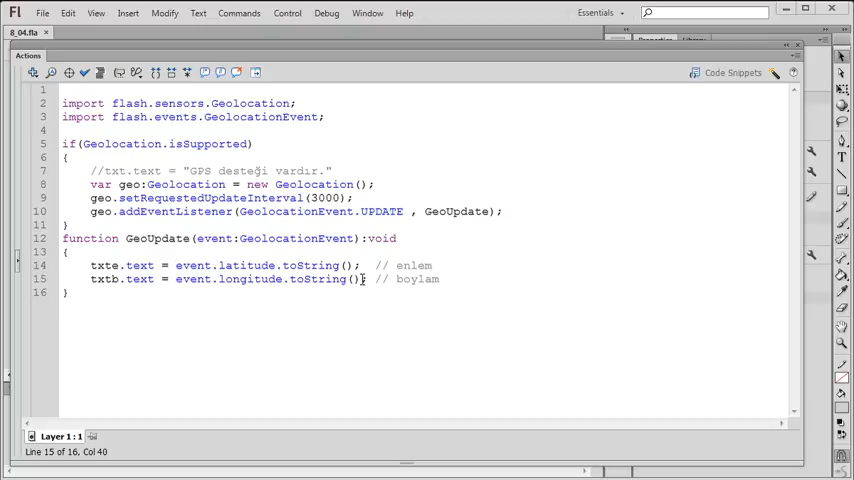 Fl File Edit View Insert Modify Text Commands Control Debug Window Help Essentials
8_04.fla
Actions
Code Snippets
1
2 import flash.sensors.Geolocation;
3 import flash.events.GeolocationEvent;
4
5 if(Geolocation.isSupported)
6 {
7 //txt.text = "GPS desteği vardır."
8 var geo:Geolocation = new Geolocation();
9 geo.setRequestedUpdateInterval(3000);
10 geo.addEventListener(GeolocationEvent.UPDATE , GeoUpdate);
11 }
12 function GeoUpdate(event:GeolocationEvent):void
13 {
14 txte.text = event.latitude.toString(); // enlem
15 txtb.text = event.longitude.toString(); // boylam
16 }
Layer 1 : 1
Line 15 of 16, Col 40